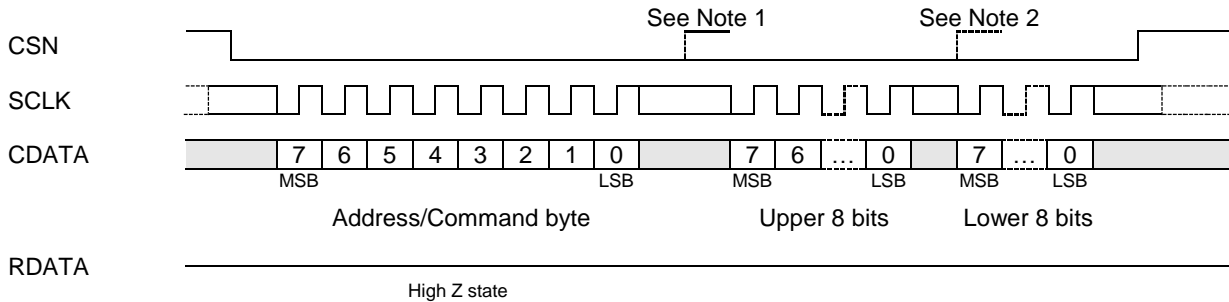 See Note 1 See Note 2
CSN
SCLK
CDATA 7 6 5 4 3 2 1 0 7 6 … 0 7 … 0
MSB LSB MSB LSB MSB LSB
Address/Command byte Upper 8 bits Lower 8 bits
RDATA
High Z state